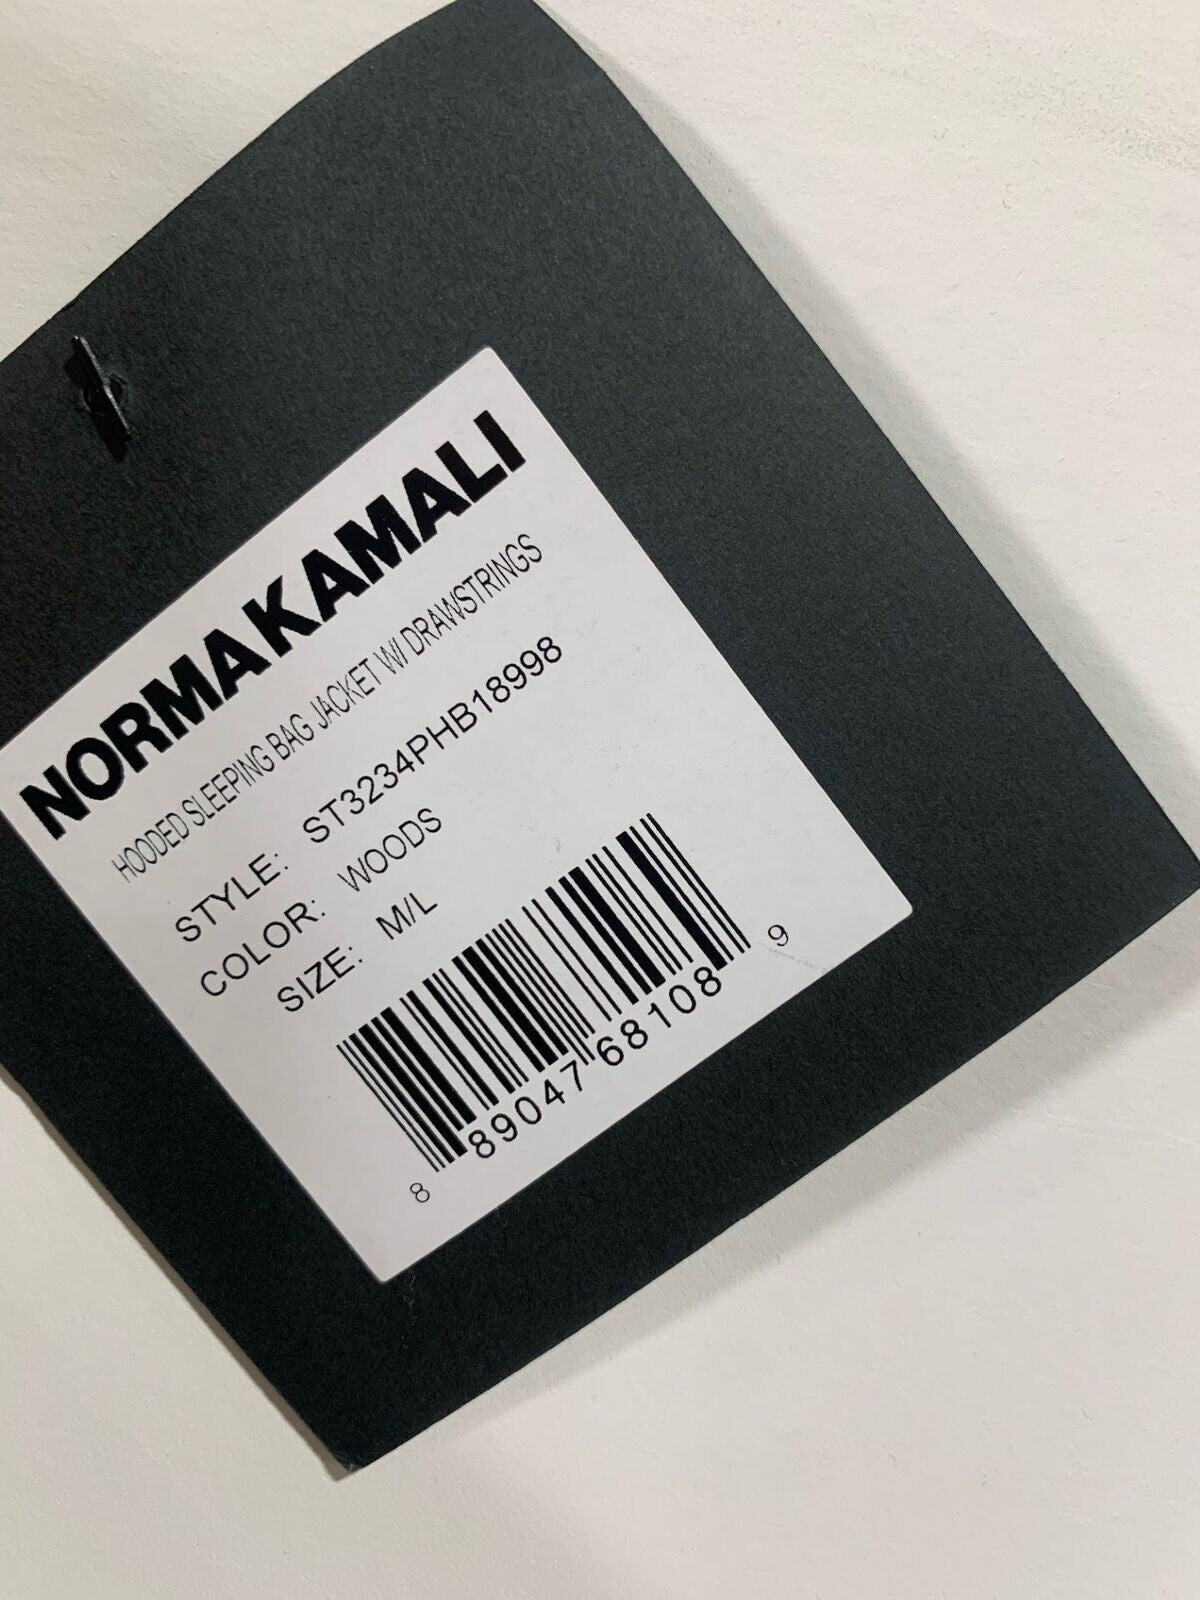 NORMA KAMALI
HOODED SLEEPING BAG JACKET W/ DRAWSTRINGS
STYLE: ST3234PHB18998
COLOR: WOODS
SIZE: M/L
8 89047 68108 9